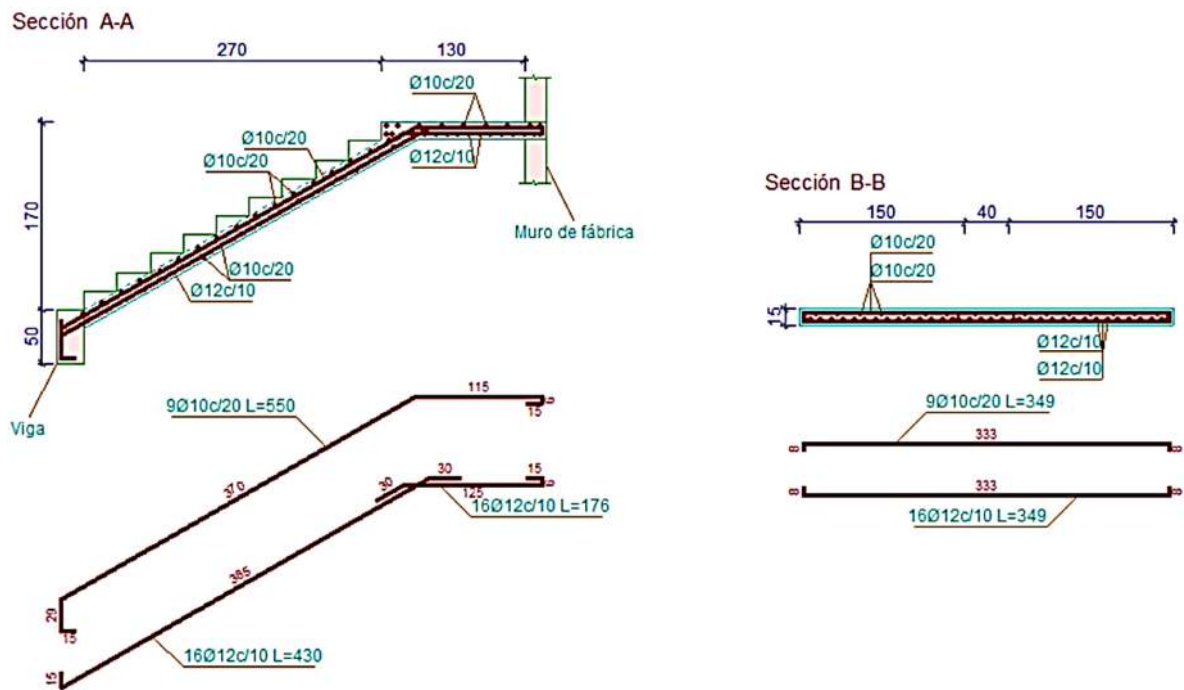 Sección A-A
270
130
Ø10c/20
Ø10c/20
Ø10c/20
Ø12c/10
170
Muro de fábrica
Ø10c/20
Ø12c/10
50
Viga
Sección B-B
150
40
150
Ø10c/20
Ø10c/20
15
Ø12c/10
Ø12c/10
9Ø10c/20 L=550
115
15
370
29
15
30
30
15
125
16Ø12c/10 L=176
385
15
16Ø12c/10 L=430
9Ø10c/20 L=349
333
8
8
333
8
8
16Ø12c/10 L=349